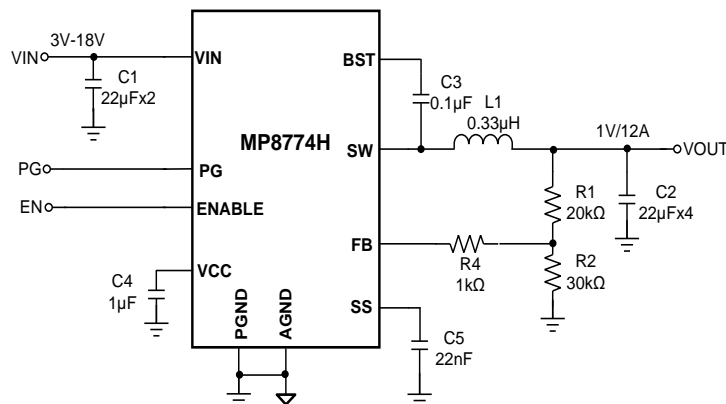 3V-18V
VIN
C1
22µFx2
VIN
BST
C3
0.1µF
L1
0.33µH
1V/12A
VOUT
MP8774H
SW
PG
PG
EN
ENABLE
R1
20kΩ
C2
22µFx4
FB
R4
1kΩ
R2
30kΩ
VCC
C4
1µF
PGND
AGND
SS
C5
22nF